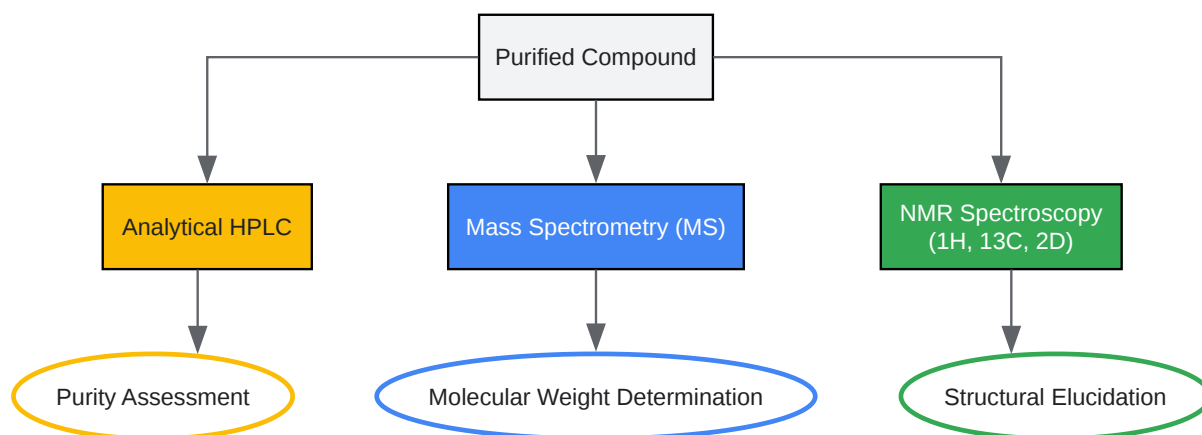 Purified Compound
Analytical HPLC
Mass Spectrometry (MS)
NMR Spectroscopy
(1H, 13C, 2D)
Purity Assessment
Molecular Weight Determination
Structural Elucidation